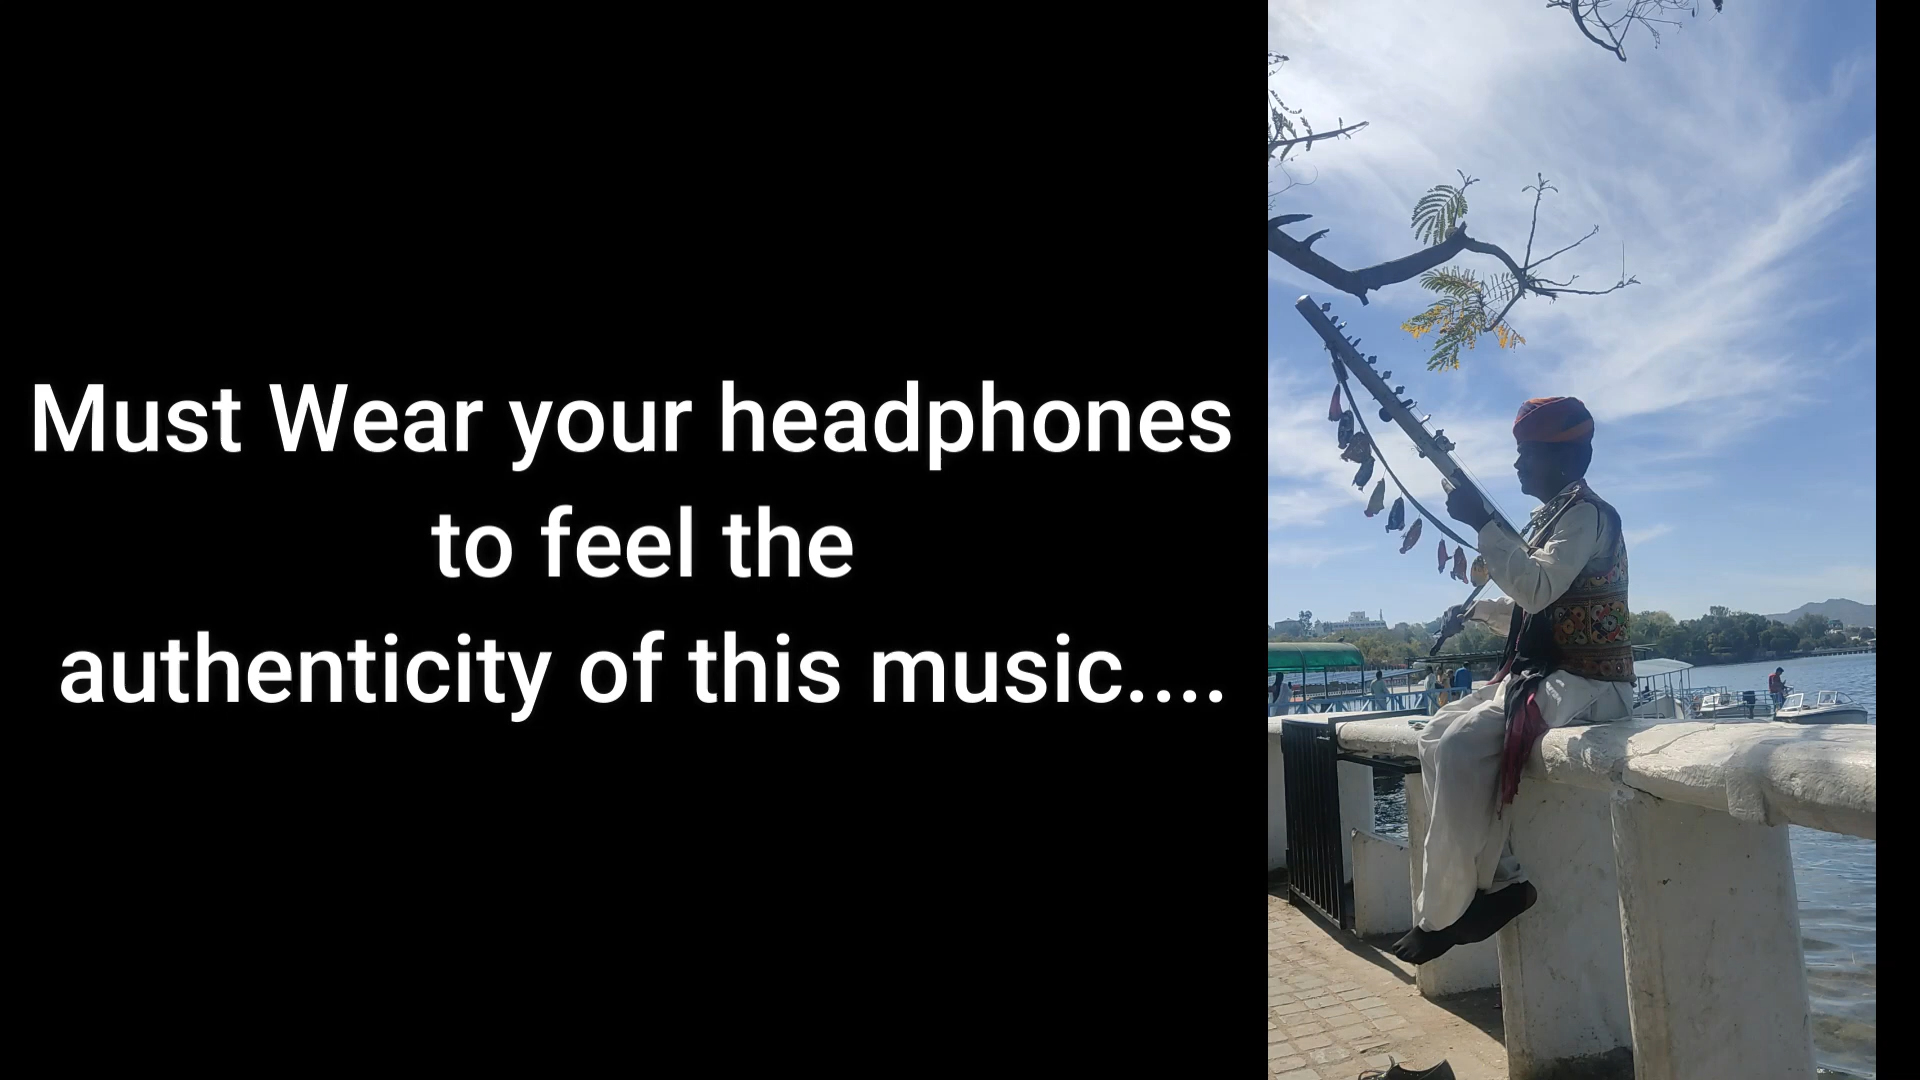 Must Wear your headphones
to feel the
authenticity of this music....